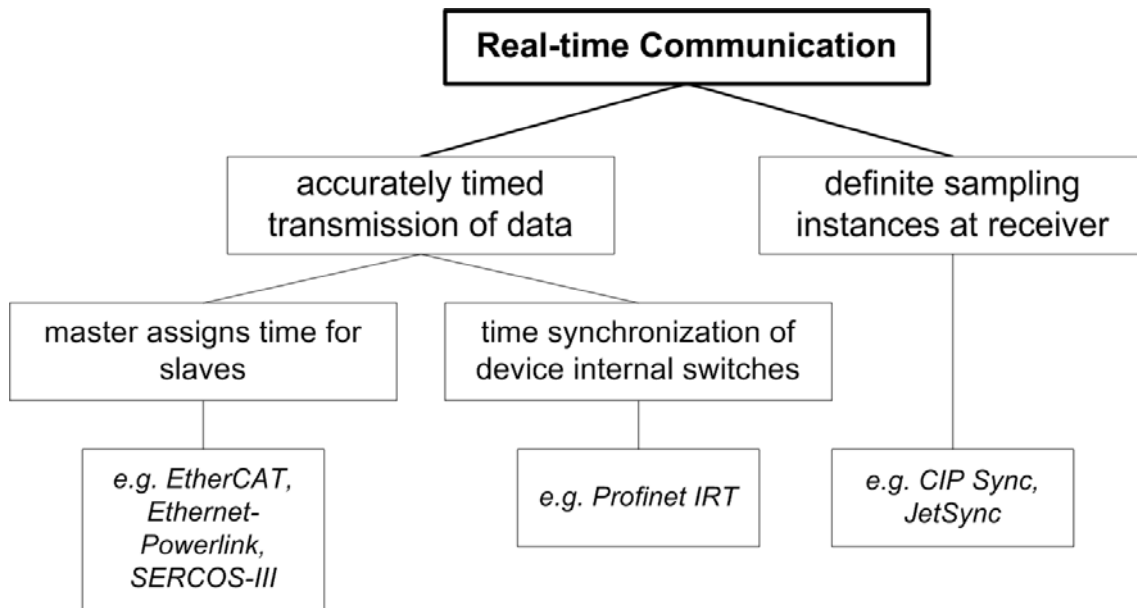 Real-time Communication
accurately timed
transmission of data
definite sampling
instances at receiver
master assigns time for
slaves
time synchronization of
device internal switches
e.g. EtherCAT,
Ethernet-
Powerlink,
SERCOS-III
e.g. Profinet IRT
e.g. CIP Sync,
JetSync